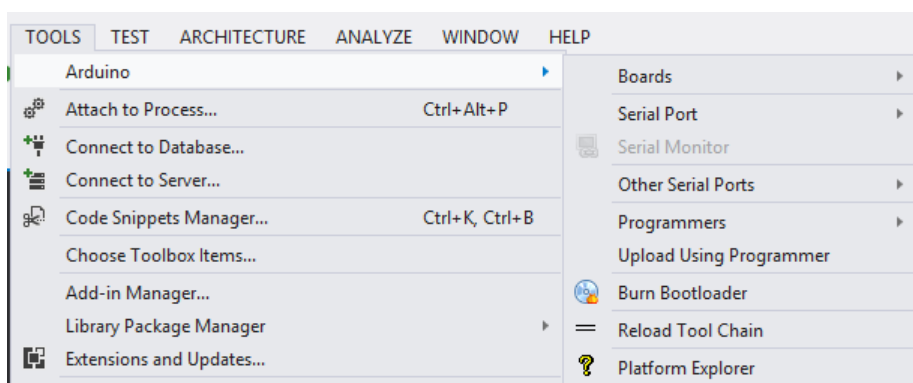 TOOLS TEST ARCHITECTURE ANALYZE WINDOW HELP
Arduino
Attach to Process... Ctrl+Alt+P
Connect to Database...
Connect to Server...
Code Snippets Manager... Ctrl+K, Ctrl+B
Choose Toolbox Items...
Add-in Manager...
Library Package Manager
Extensions and Updates...
Boards
Serial Port
Serial Monitor
Other Serial Ports
Programmers
Upload Using Programmer
Burn Bootloader
Reload Tool Chain
Platform Explorer